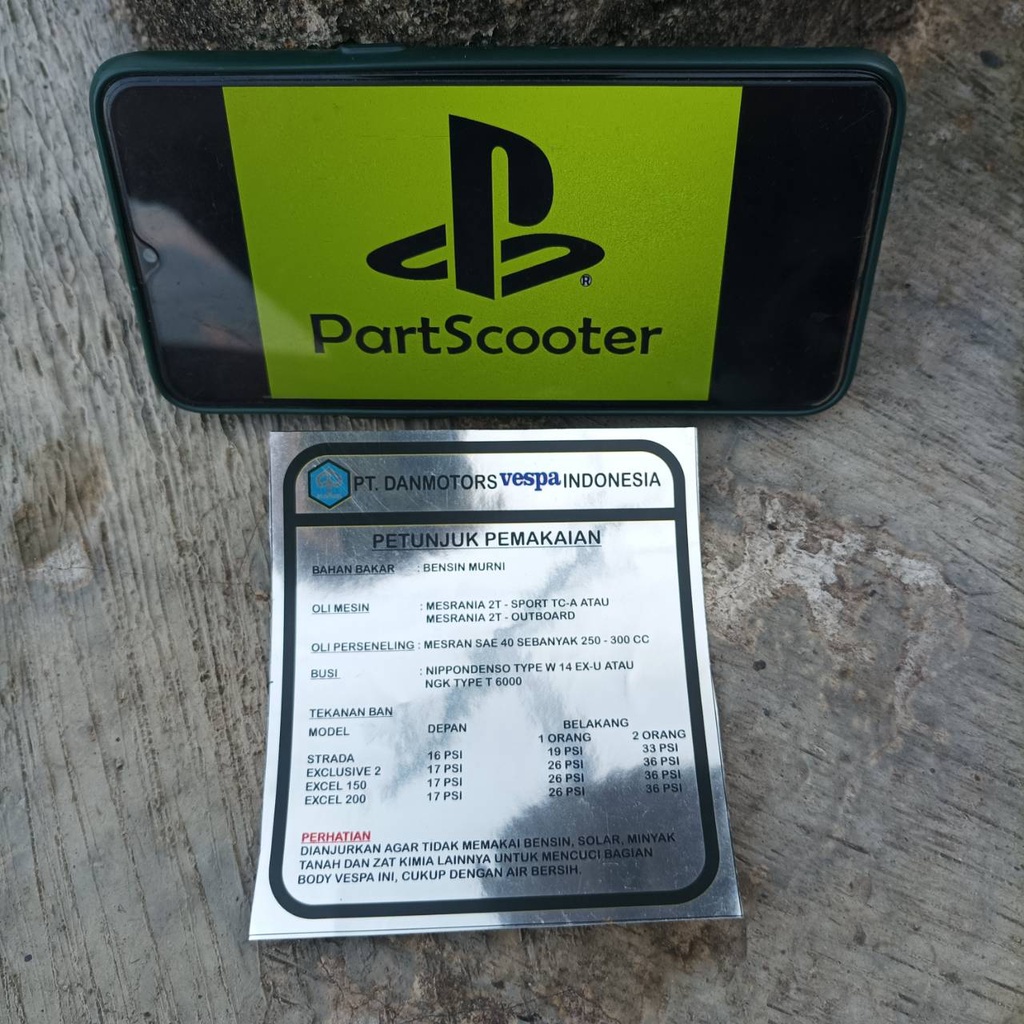 PartScooter
®
PT. DANMOTORS vespa INDONESIA
PETUNJUK PEMAKAIAN
BAHAN BAKAR : BENSIN MURNI
OLI MESIN : MESRANIA 2T - SPORT TC-A ATAU
MESRANIA 2T - OUTBOARD
OLI PERSENELING : MESRAN SAE 40 SEBANYAK 250 - 300 CC
BUSI : NIPPONDENSO TYPE W 14 EX-U ATAU
NGK TYPE T 6000
TEKANAN BAN
MODEL DEPAN BELAKANG
1 ORANG 2 ORANG
STRADA 16 PSI 19 PSI 33 PSI
EXCLUSIVE 2 17 PSI 26 PSI 36 PSI
EXCEL 150 17 PSI 26 PSI 36 PSI
EXCEL 200 17 PSI 26 PSI 36 PSI
PERHATIAN
DIANJURKAN AGAR TIDAK MEMAKAI BENSIN, SOLAR, MINYAK
TANAH DAN ZAT KIMIA LAINNYA UNTUK MENCUCI BAGIAN
BODY VESPA INI, CUKUP DENGAN AIR BERSIH.